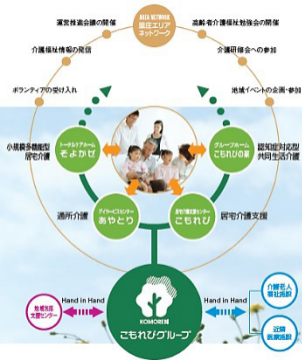 AREA NETWORK
エリア
ネットワーク
運営推進会議の開催
高齢者介護福祉勉強会の開催
介護福祉情報の発信
介護研修会への参加
ボランティアの受け入れ
地域イベントの企画・参加
トータルケアホーム
そよかぜ
グループホーム
こもれびの家
小規模多機能型
居宅介護
認知症対応型
共同生活介護
デイサービスセンター
あやとり
居宅介護支援センター
こもれび
通所介護
居宅介護支援
KOMOREBI
こもれびグループ
Hand in Hand
Hand in Hand
地域包括
支援センター
介護老人
福祉施設
近隣
医療施設